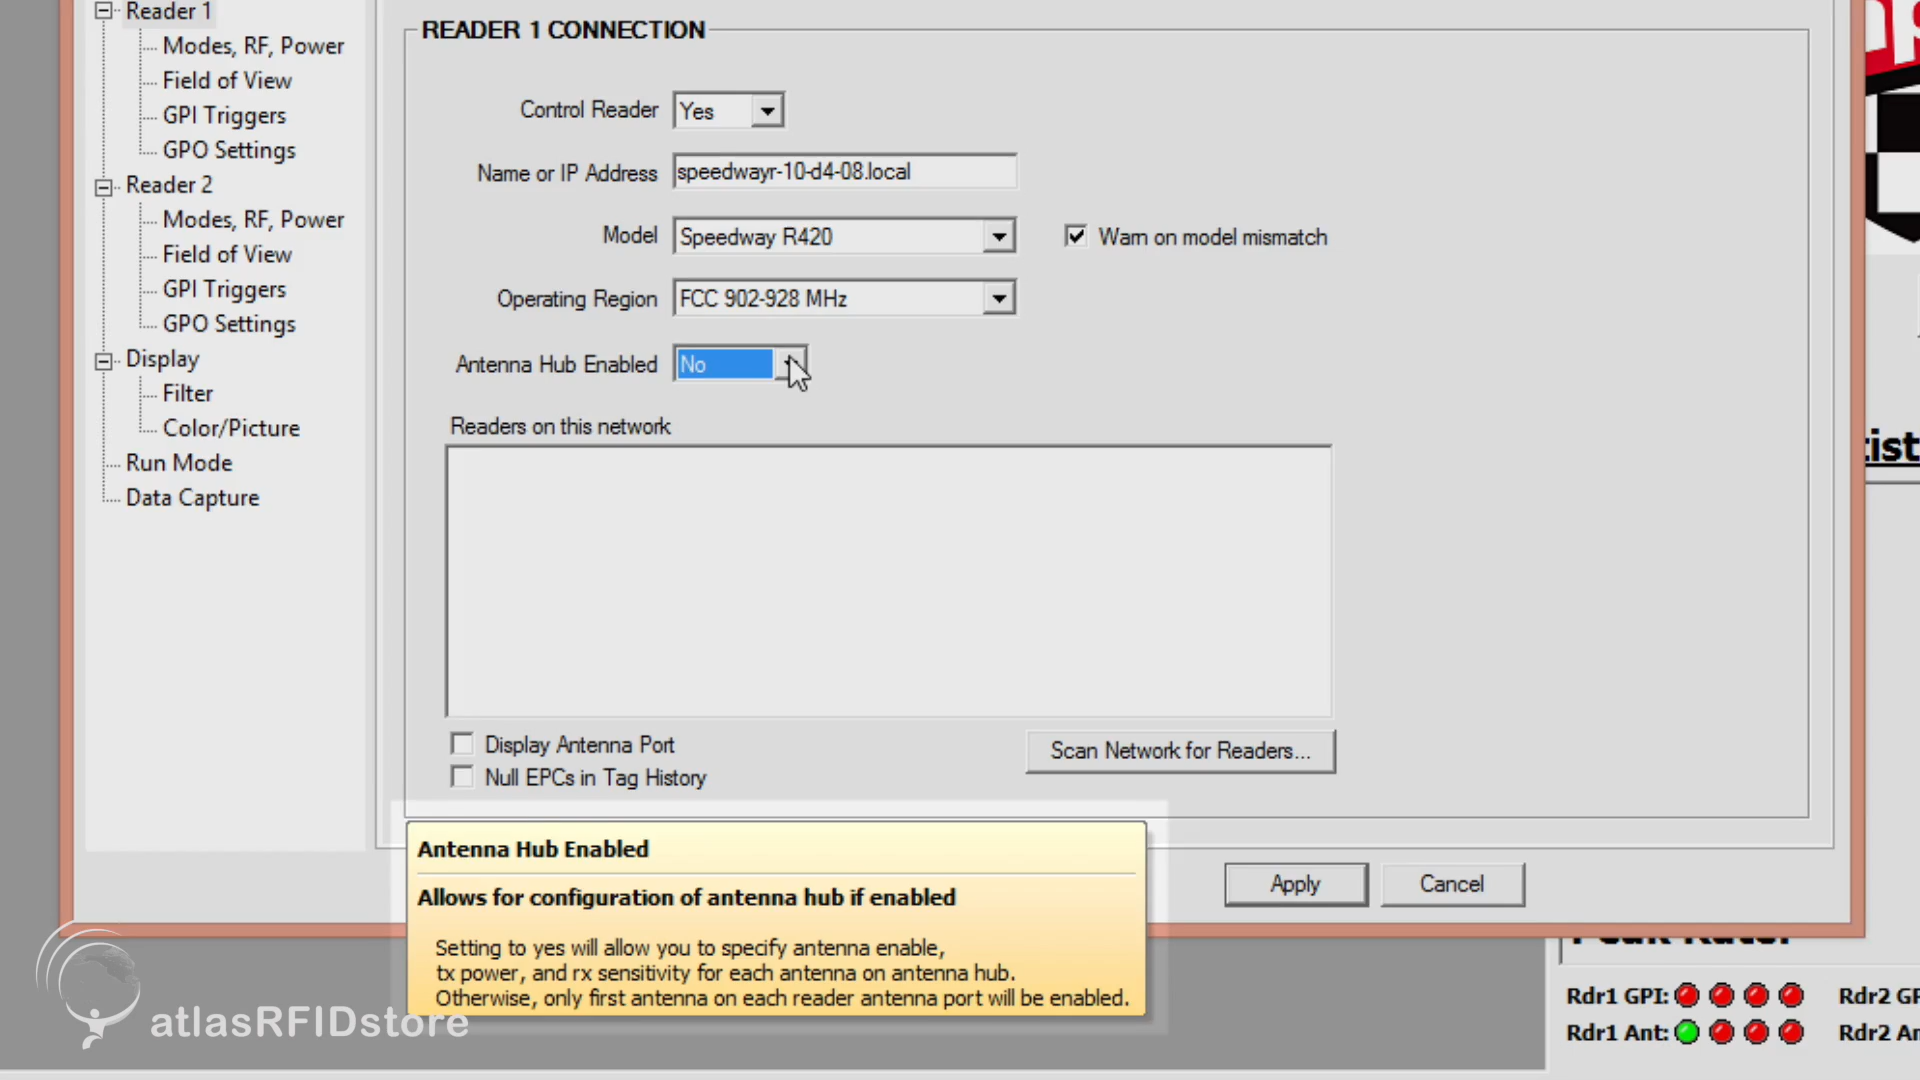 Reader 1
Modes, RF, Power
Field of View
GPI Triggers
GPO Settings
Reader 2
Modes, RF, Power
Field of View
GPI Triggers
GPO Settings
Display
Filter
Color/Picture
Run Mode
Data Capture
READER 1 CONNECTION
Control Reader Yes
Name or IP Address speedwayr-10-d4-08.local
Model Speedway R420 Warn on model mismatch
Operating Region FCC 902-928 MHz
Antenna Hub Enabled No
Readers on this network
Display Antenna Port
Null EPCs in Tag History
Scan Network for Readers...
Antenna Hub Enabled
Allows for configuration of antenna hub if enabled
Setting to yes will allow you to specify antenna enable,
tx power, and rx sensitivity for each antenna on antenna hub.
Otherwise, only first antenna on each reader antenna port will be enabled.
Apply Cancel
Rdr1 GPI: Rdr2 GP
Rdr1 Ant: Rdr2 An
atlasRFIDstore